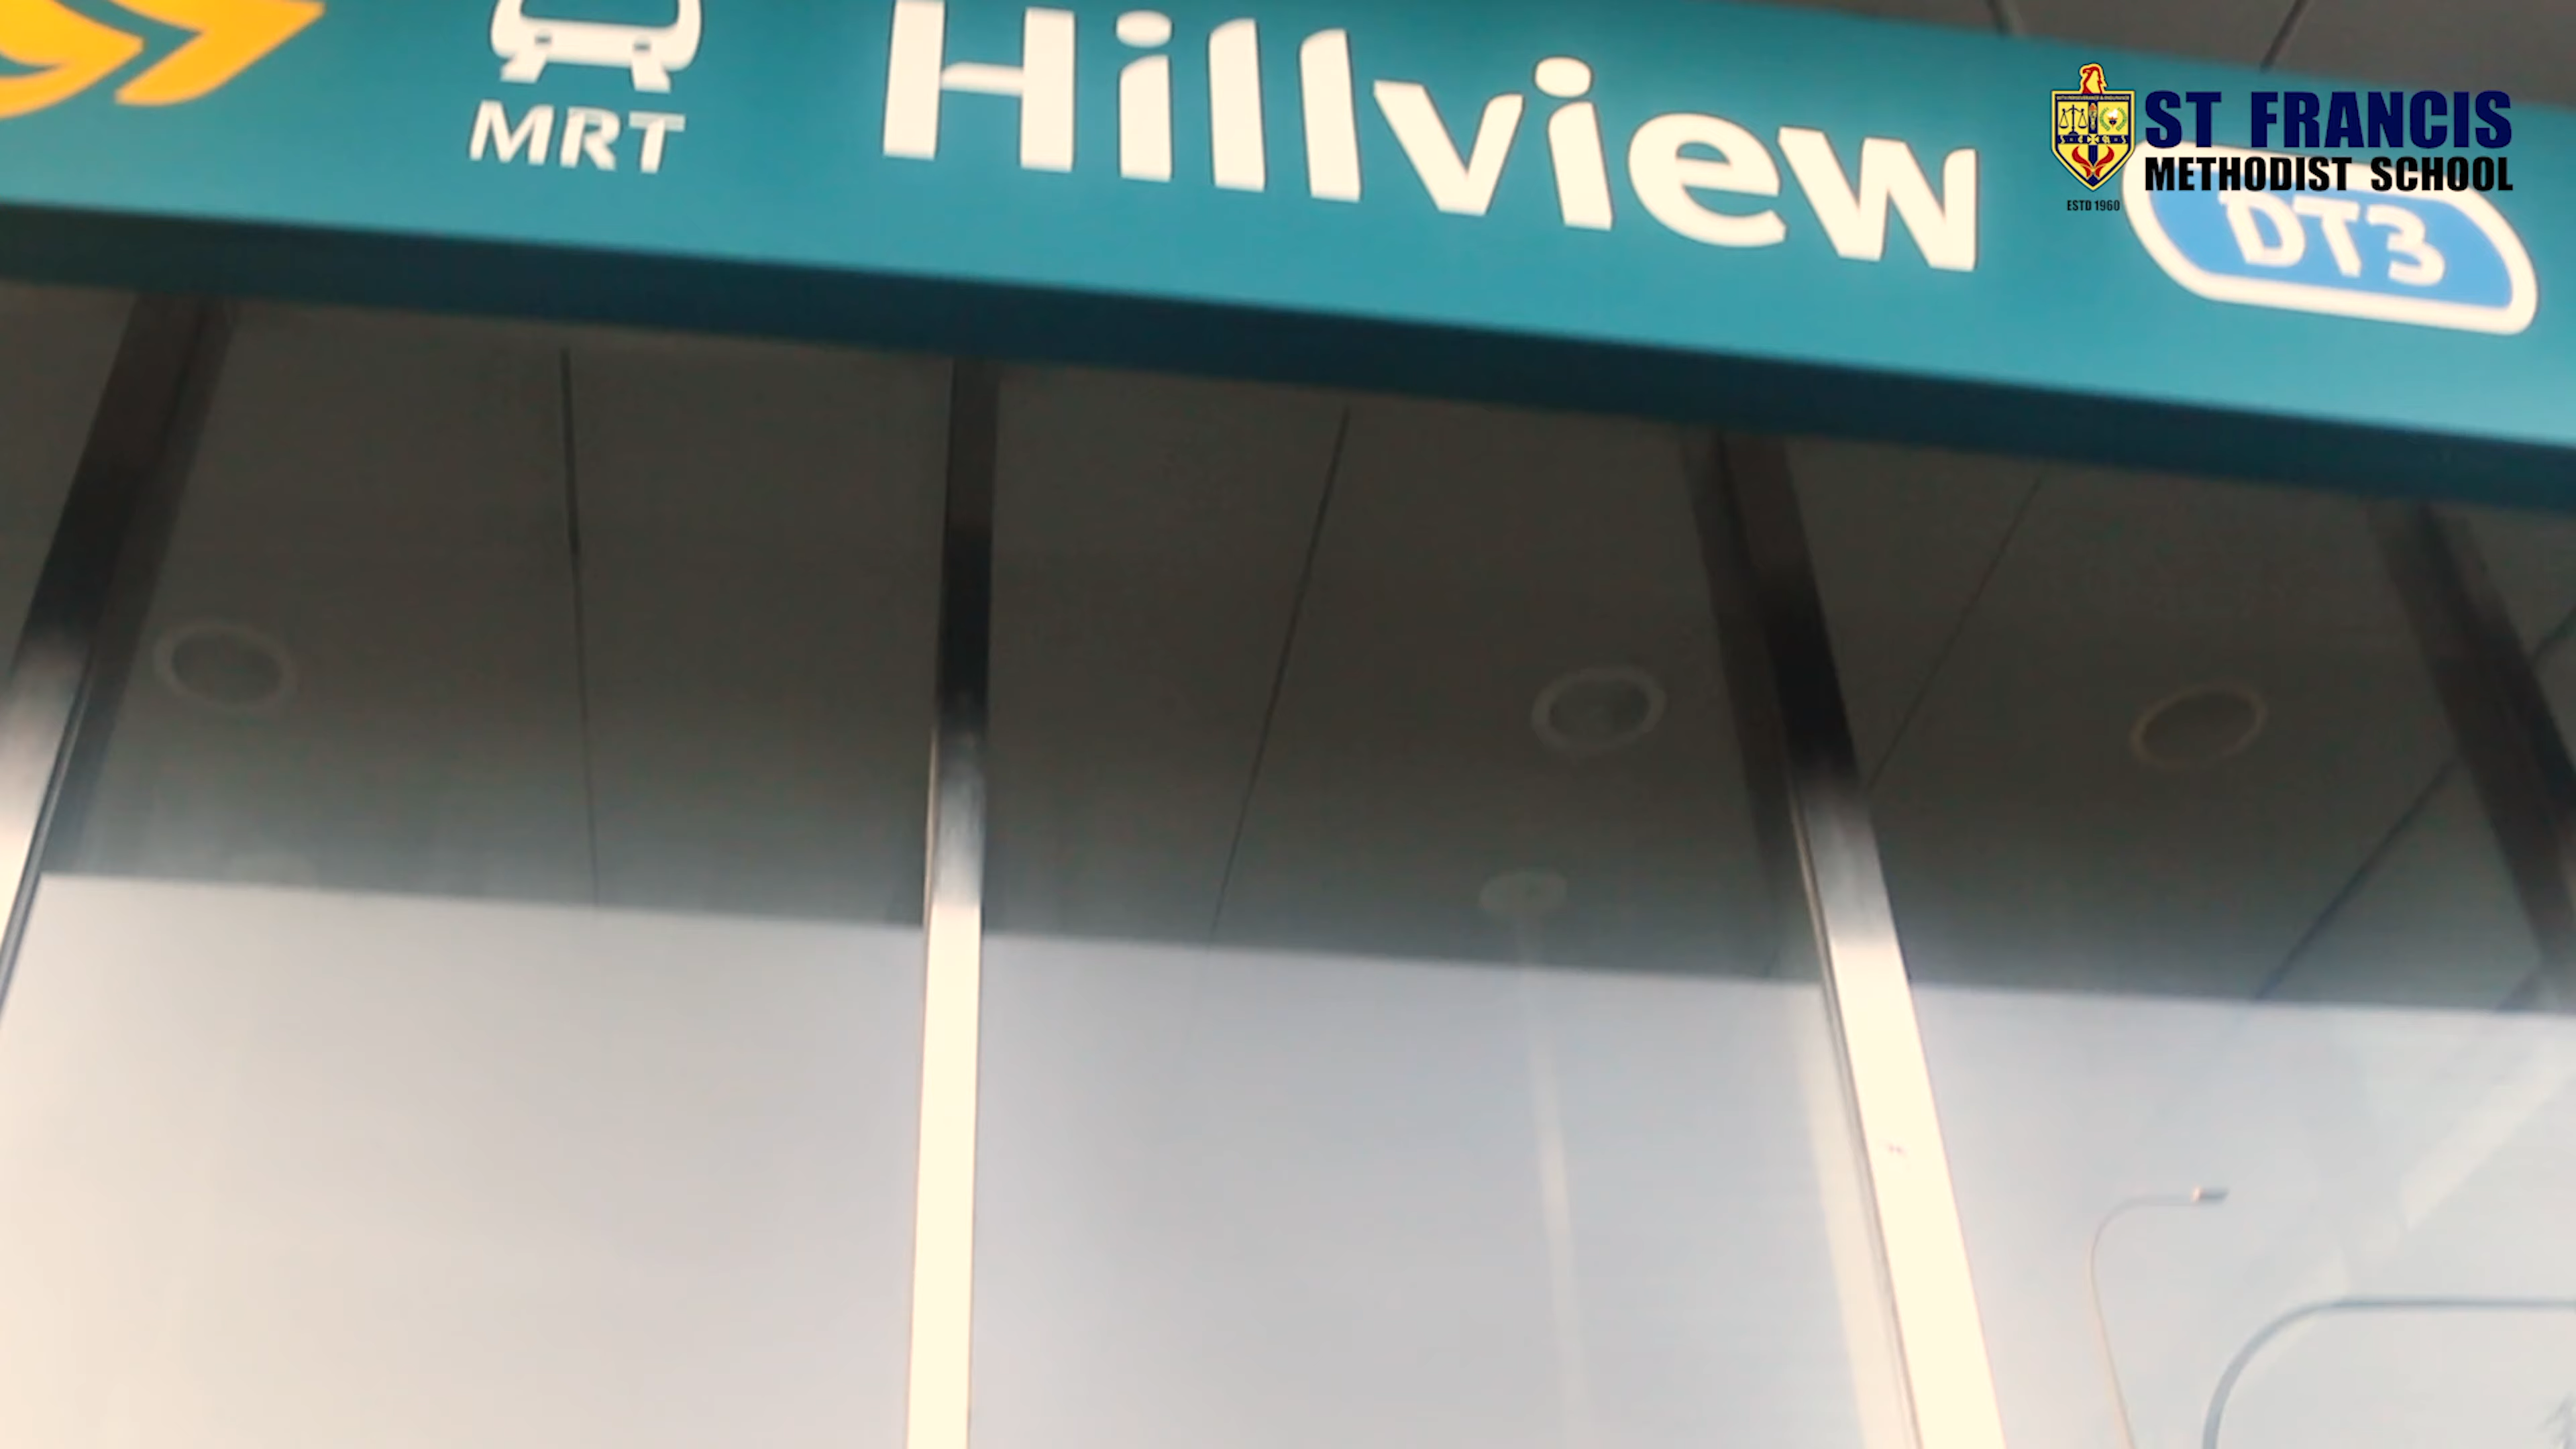 MRT
Hillview
DT3
ST FRANCIS
METHODIST SCHOOL
ESTD 1960